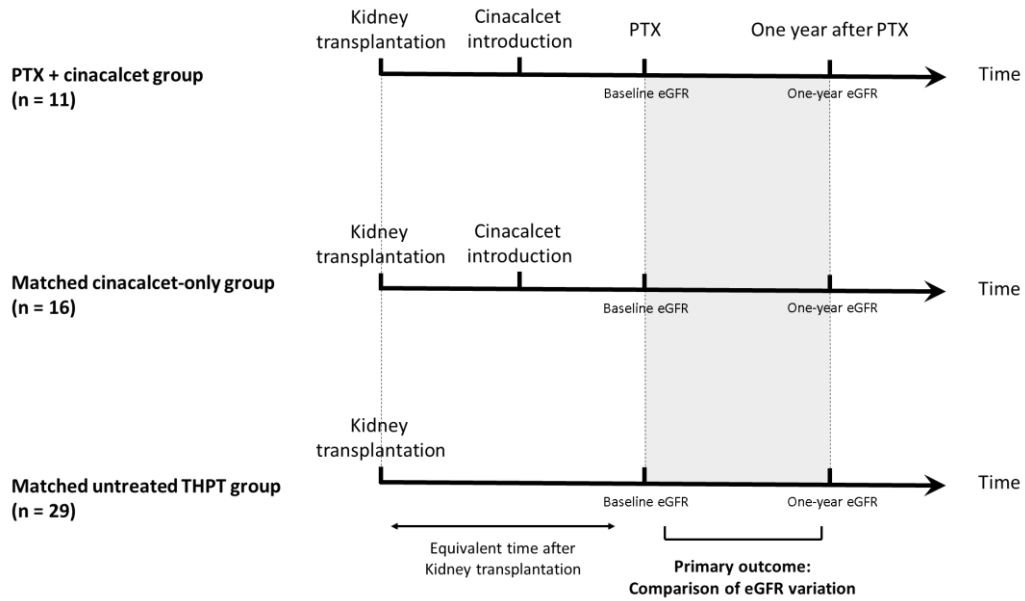 Kidney
transplantation
Cinacalcet
introduction
PTX
One year after PTX
PTX + cinacalcet group
(n = 11)
Time
Baseline eGFR
One-year eGFR
Kidney
transplantation
Cinacalcet
introduction
Matched cinacalcet-only group
(n = 16)
Time
Baseline eGFR
One-year eGFR
Kidney
transplantation
Matched untreated THPT group
(n = 29)
Time
Baseline eGFR
One-year eGFR
Equivalent time after
Kidney transplantation
Primary outcome:
Comparison of eGFR variation